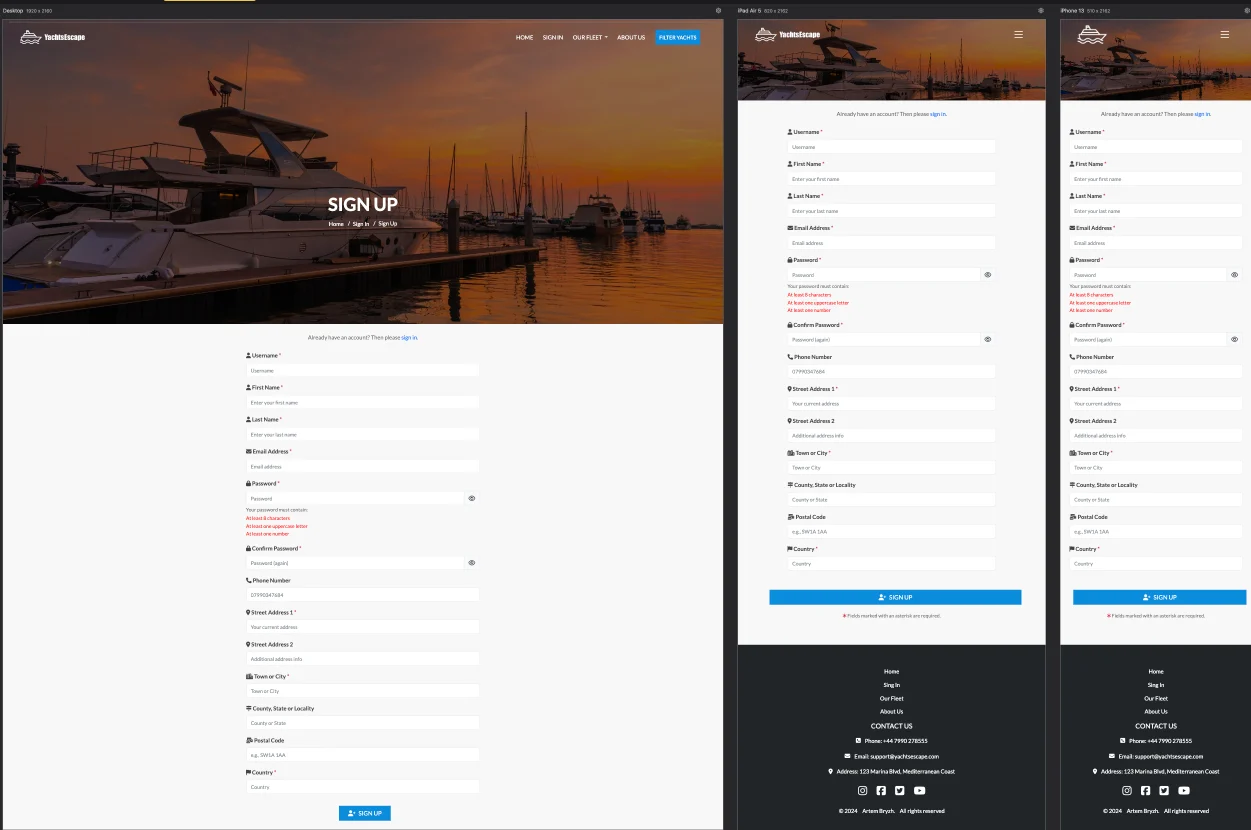 Desktop 1920 x 2160
YachtsEscape
HOME SIGN IN OUR FLEET ABOUT US FILTER YACHTS
SIGN UP
Home / Sign In / Sign Up
Already have an account? Then please sign in.
Username *
Username
First Name *
Enter your first name
Last Name *
Enter your last name
Email Address *
Email address
Password *
Password
Your password must contain:
At least 8 characters
At least one uppercase letter
At least one number
Confirm Password *
Password (again)
Phone Number
07990347684
Street Address 1 *
Your current address
Street Address 2
Additional address info
Town or City *
Town or City
County, State or Locality
County or State
Postal Code
e.g., SW1A 1AA
Country *
Country
SIGN UP
iPad Air 5 820 x 2162
YachtsEscape
Already have an account? Then please sign in.
Username *
Username
First Name *
Enter your first name
Last Name *
Enter your last name
Email Address *
Email address
Password *
Password
Your password must contain:
At least 8 characters
At least one uppercase letter
At least one number
Confirm Password *
Password (again)
Phone Number
07990347684
Street Address 1 *
Your current address
Street Address 2
Additional address info
Town or City *
Town or City
County, State or Locality
County or State
Postal Code
e.g., SW1A 1AA
Country *
Country
SIGN UP
* Fields marked with an asterisk are required.
Home
Sing In
Our Fleet
About Us
CONTACT US
Phone: +44 7990 278555
Email: support@yachtsescape.com
Address: 123 Marina Blvd, Mediterranean Coast
© 2024 Artem Bryzh. All rights reserved
iPhone 13 510 x 2162
Already have an account? Then please sign in.
Username *
Username
First Name *
Enter your first name
Last Name *
Enter your last name
Email Address *
Email address
Password *
Password
Your password must contain:
At least 8 characters
At least one uppercase letter
At least one number
Confirm Password *
Password (again)
Phone Number
07990347684
Street Address 1 *
Your current address
Street Address 2
Additional address info
Town or City *
Town or City
County, State or Locality
County or State
Postal Code
e.g., SW1A 1AA
Country *
Country
SIGN UP
* Fields marked with an asterisk are required.
Home
Sing In
Our Fleet
About Us
CONTACT US
Phone: +44 7990 278555
Email: support@yachtsescape.com
Address: 123 Marina Blvd, Mediterranean Coast
© 2024 Artem Bryzh. All rights reserved